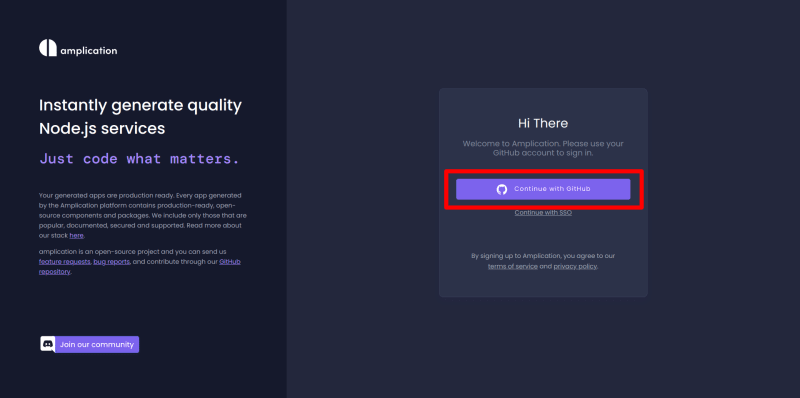 amplication
Instantly generate quality
Node.js services
Just code what matters.
Your generated apps are production ready. Every app generated
by the Amplication platform contains production-ready, open-
source components and packages. We include only those that are
popular, documented, secured and supported. Read more about
our stack here.
amplication is an open-source project and you can send us
feature requests, bug reports, and contribute through our GitHub
repository.
Join our community
Hi There
Welcome to Amplication. Please use your
GitHub account to sign in.
Continue with GitHub
Continue with SSO
By signing up to Amplication, you agree to our
terms of service and privacy policy.